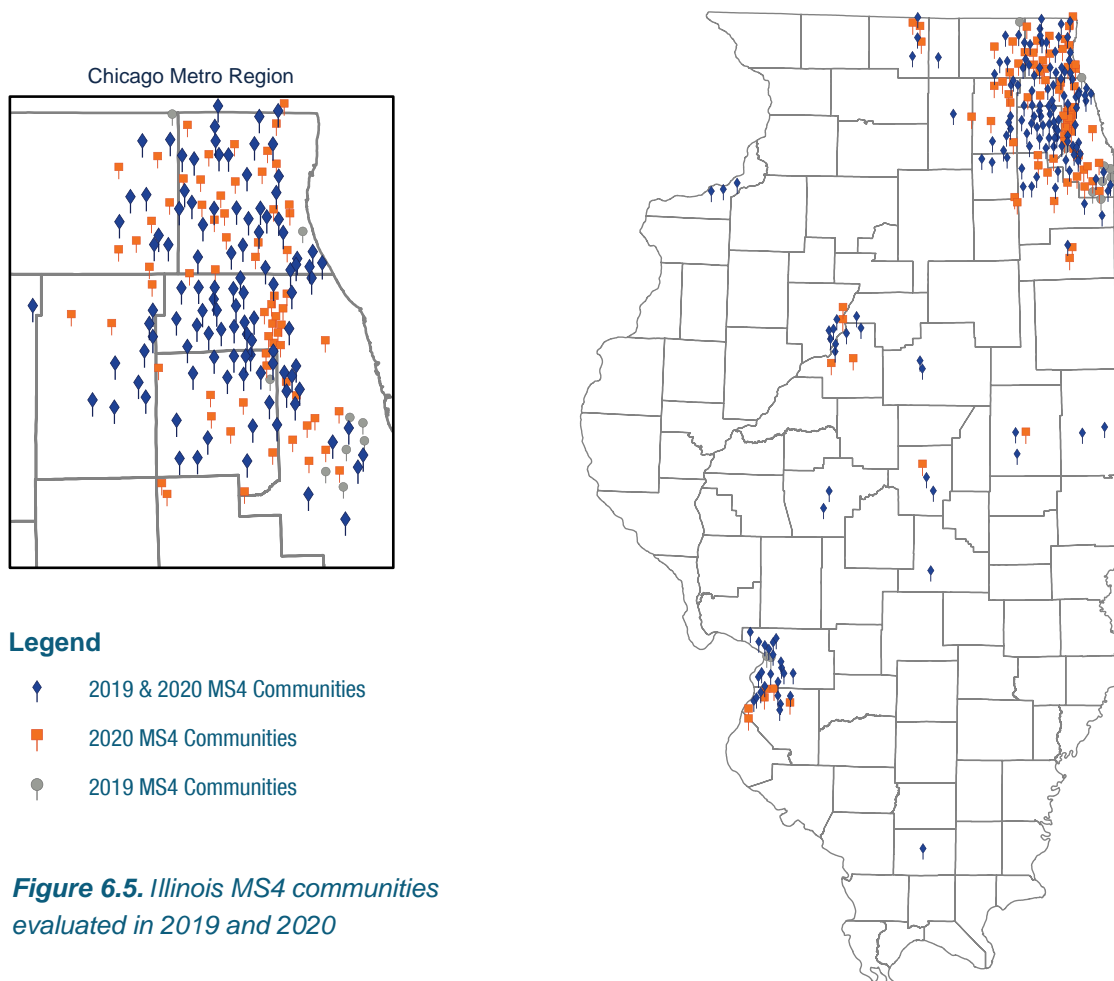 Chicago Metro Region
Legend
2019 & 2020 MS4 Communities
2020 MS4 Communities
2019 MS4 Communities
Figure 6.5. Illinois MS4 communities
evaluated in 2019 and 2020